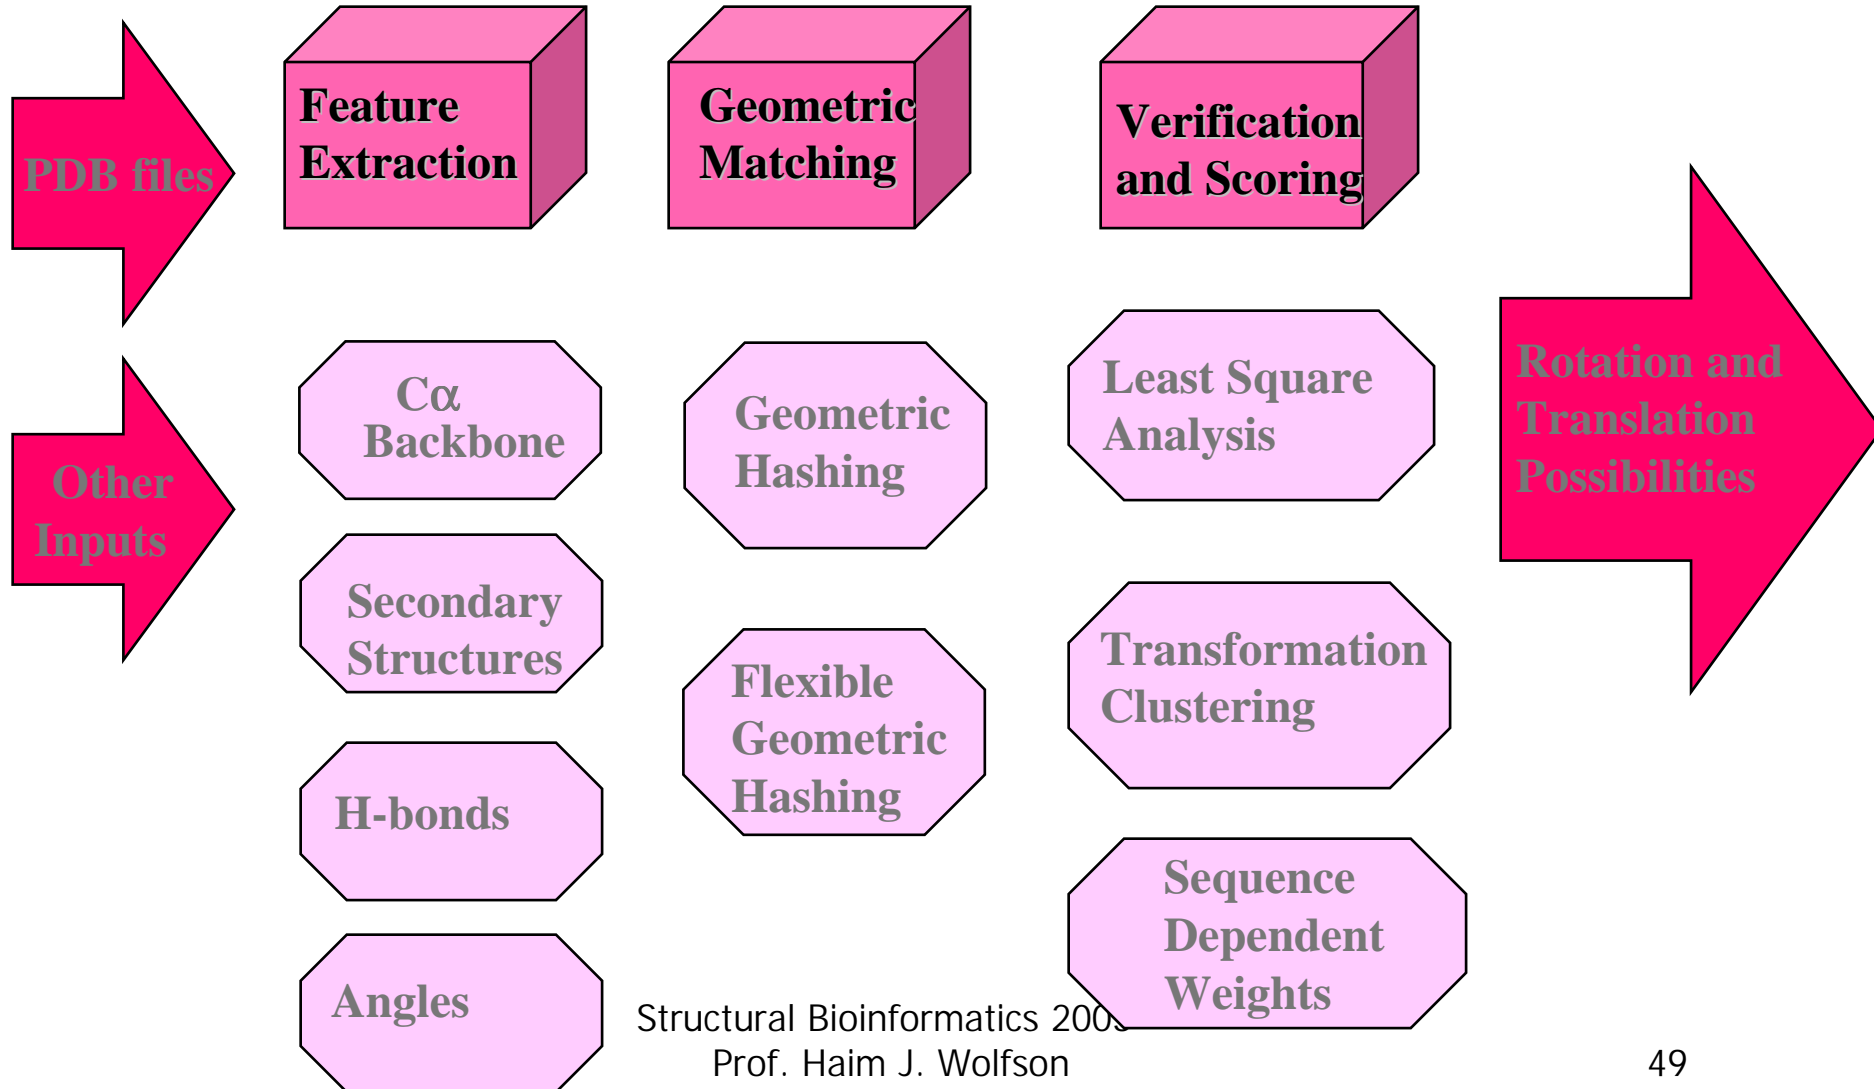 PDB files
Other
Inputs
Feature
Extraction
Cα
Backbone
Secondary
Structures
H-bonds
Angles
Geometric
Matching
Geometric
Hashing
Flexible
Geometric
Hashing
Verification
and Scoring
Least Square
Analysis
Transformation
Clustering
Sequence
Dependent
Weights
Rotation and
Translation
Possibilities
Structural Bioinformatics
Prof. Haim J. Wolfson
49